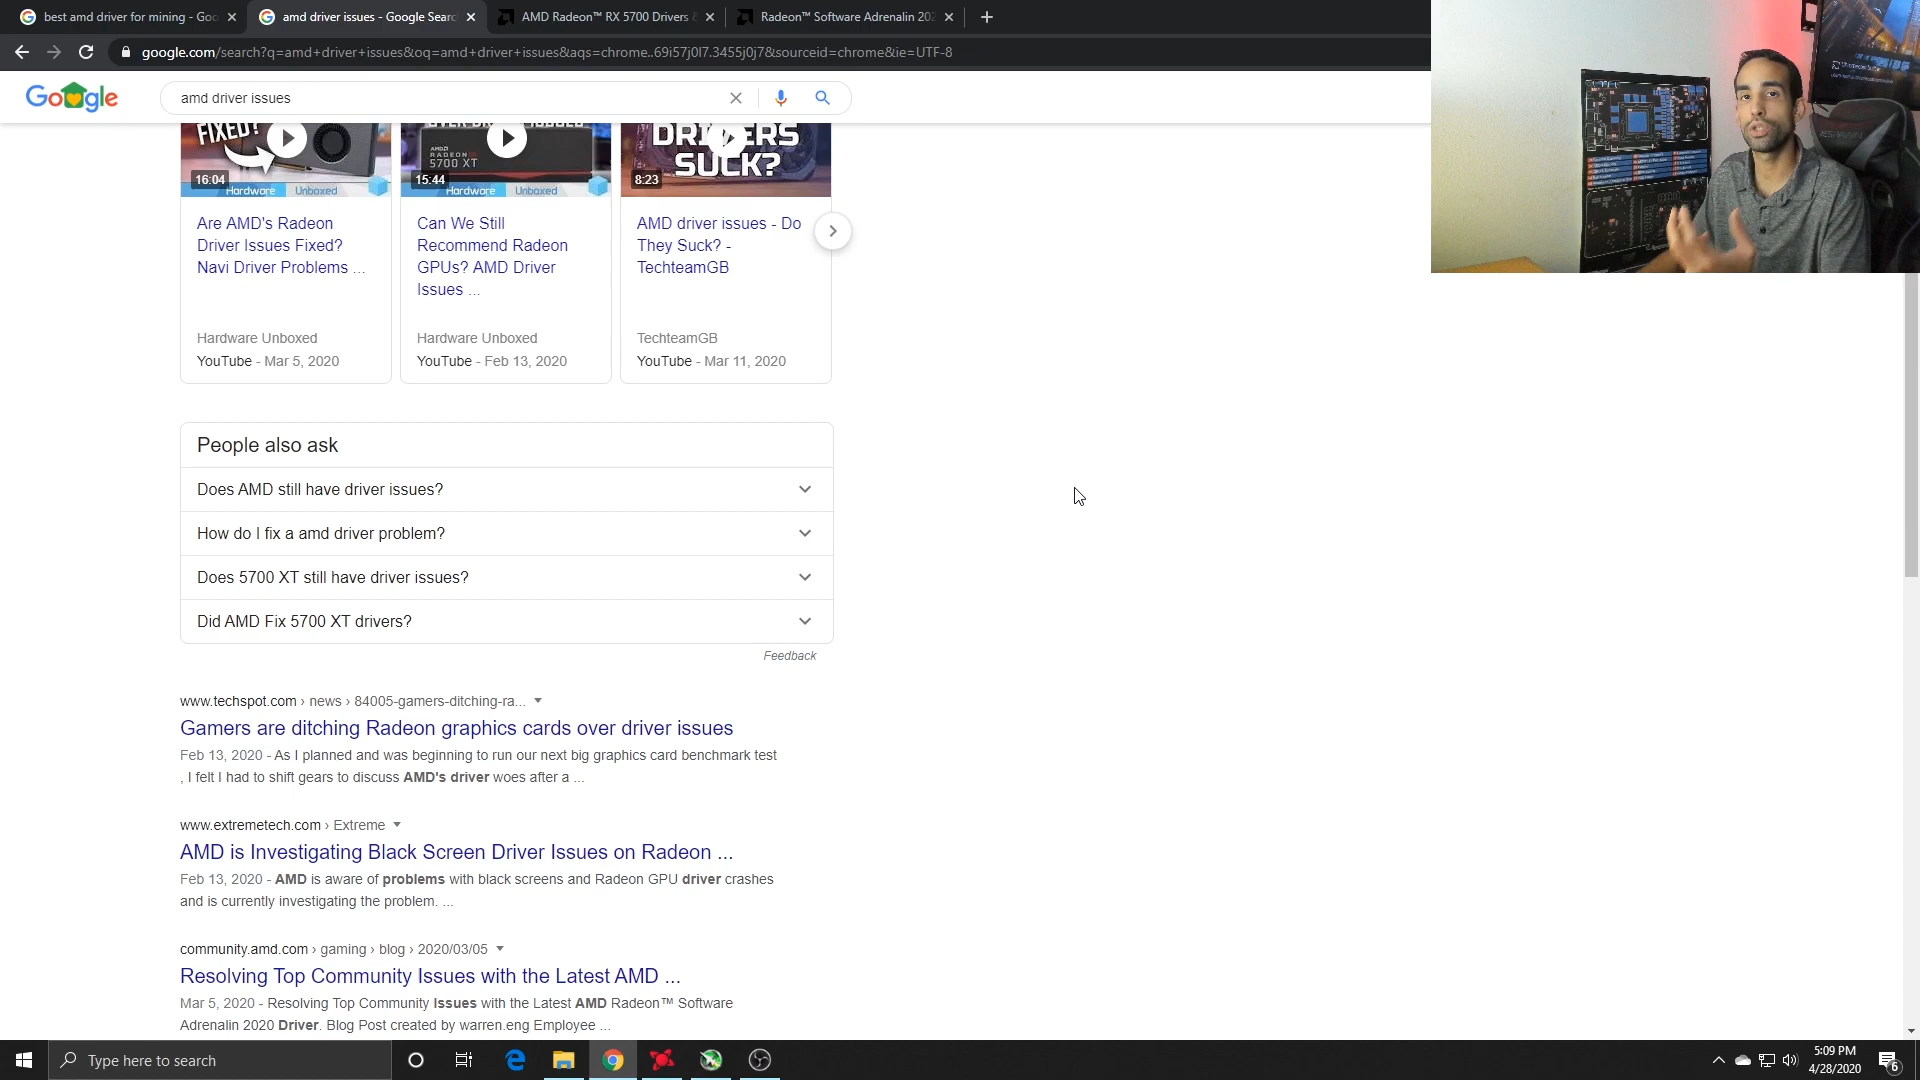 best amd driver for mining - Goo
amd driver issues - Google Searc
AMD Radeon™ RX 5700 Drivers &
Radeon™ Software Adrenalin 202
google.com/search?q=amd+driver+issues&oq=amd+driver+issues&aqs=chrome..69i57j0l7.3455j0j7&sourceid=chrome&ie=UTF-8
Google
amd driver issues
FIXED?
16:04
Hardware Unboxed
AMD
RADEON
5700 XT
15:44
Hardware Unboxed
DRIVERS
SUCK?
8:23
Are AMD's Radeon
Driver Issues Fixed?
Navi Driver Problems ...
Can We Still
Recommend Radeon
GPUs? AMD Driver
Issues ...
AMD driver issues - Do
They Suck? -
TechteamGB
Hardware Unboxed
YouTube - Mar 5, 2020
Hardware Unboxed
YouTube - Feb 13, 2020
TechteamGB
YouTube - Mar 11, 2020
People also ask
Does AMD still have driver issues?
How do I fix a amd driver problem?
Does 5700 XT still have driver issues?
Did AMD Fix 5700 XT drivers?
Feedback
www.techspot.com › news › 84005-gamers-ditching-ra...
Gamers are ditching Radeon graphics cards over driver issues
Feb 13, 2020 - As I planned and was beginning to run our next big graphics card benchmark test
, I felt I had to shift gears to discuss AMD's driver woes after a ...
www.extremetech.com › Extreme
AMD is Investigating Black Screen Driver Issues on Radeon ...
Feb 13, 2020 - AMD is aware of problems with black screens and Radeon GPU driver crashes
and is currently investigating the problem. ...
community.amd.com › gaming › blog › 2020/03/05
Resolving Top Community Issues with the Latest AMD ...
Mar 5, 2020 - Resolving Top Community Issues with the Latest AMD Radeon™ Software
Adrenalin 2020 Driver. Blog Post created by warren.eng Employee ...
Type here to search
5:09 PM
4/28/2020
6